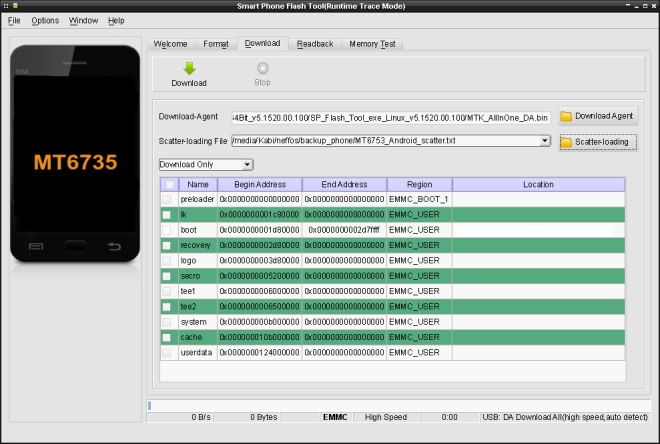 Smart Phone Flash Tool(Runtime Trace Mode)
File Options Window Help
Welcome Format Download Readback Memory Test
Download Stop
BM
MT6735
Download-Agent 64Bit_v5.1520.00.100/SP_Flash_Tool_exe_Linux_v5.1520.00.100/MTK_AllInOne_DA.bin Download Agent
Scatter-loading File /media/Kabi/neffos/backup_phone/MT6753_Android_scatter.txt Scatter-loading
Download Only
Name Begin Address End Address Region Location
preloader 0x0000000000000000 0x0000000000000000 EMMC_BOOT_1
lk 0x0000000001c80000 0x0000000000000000 EMMC_USER
boot 0x0000000001d80000 0x0000000002d7ffff EMMC_USER
recovery 0x0000000002d80000 0x0000000000000000 EMMC_USER
logo 0x0000000003d80000 0x0000000000000000 EMMC_USER
secro 0x0000000005200000 0x0000000000000000 EMMC_USER
tee1 0x0000000006000000 0x0000000000000000 EMMC_USER
tee2 0x0000000006500000 0x0000000000000000 EMMC_USER
system 0x000000000b000000 0x0000000000000000 EMMC_USER
cache 0x000000010b000000 0x0000000000000000 EMMC_USER
userdata 0x0000000124000000 0x0000000000000000 EMMC_USER
0 B/s 0 Bytes EMMC High Speed 0:00 USB: DA Download All(high speed,auto detect)